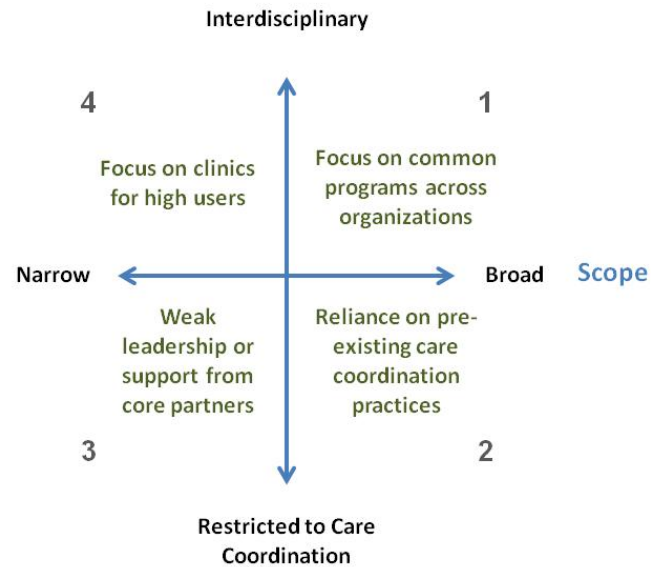 Interdisciplinary
4
1
Focus on clinics
for high users
Focus on common
programs across
organizations
Narrow
Broad
Scope
Weak
leadership or
support from
core partners
Reliance on pre-
existing care
coordination
practices
3
2
Restricted to Care
Coordination